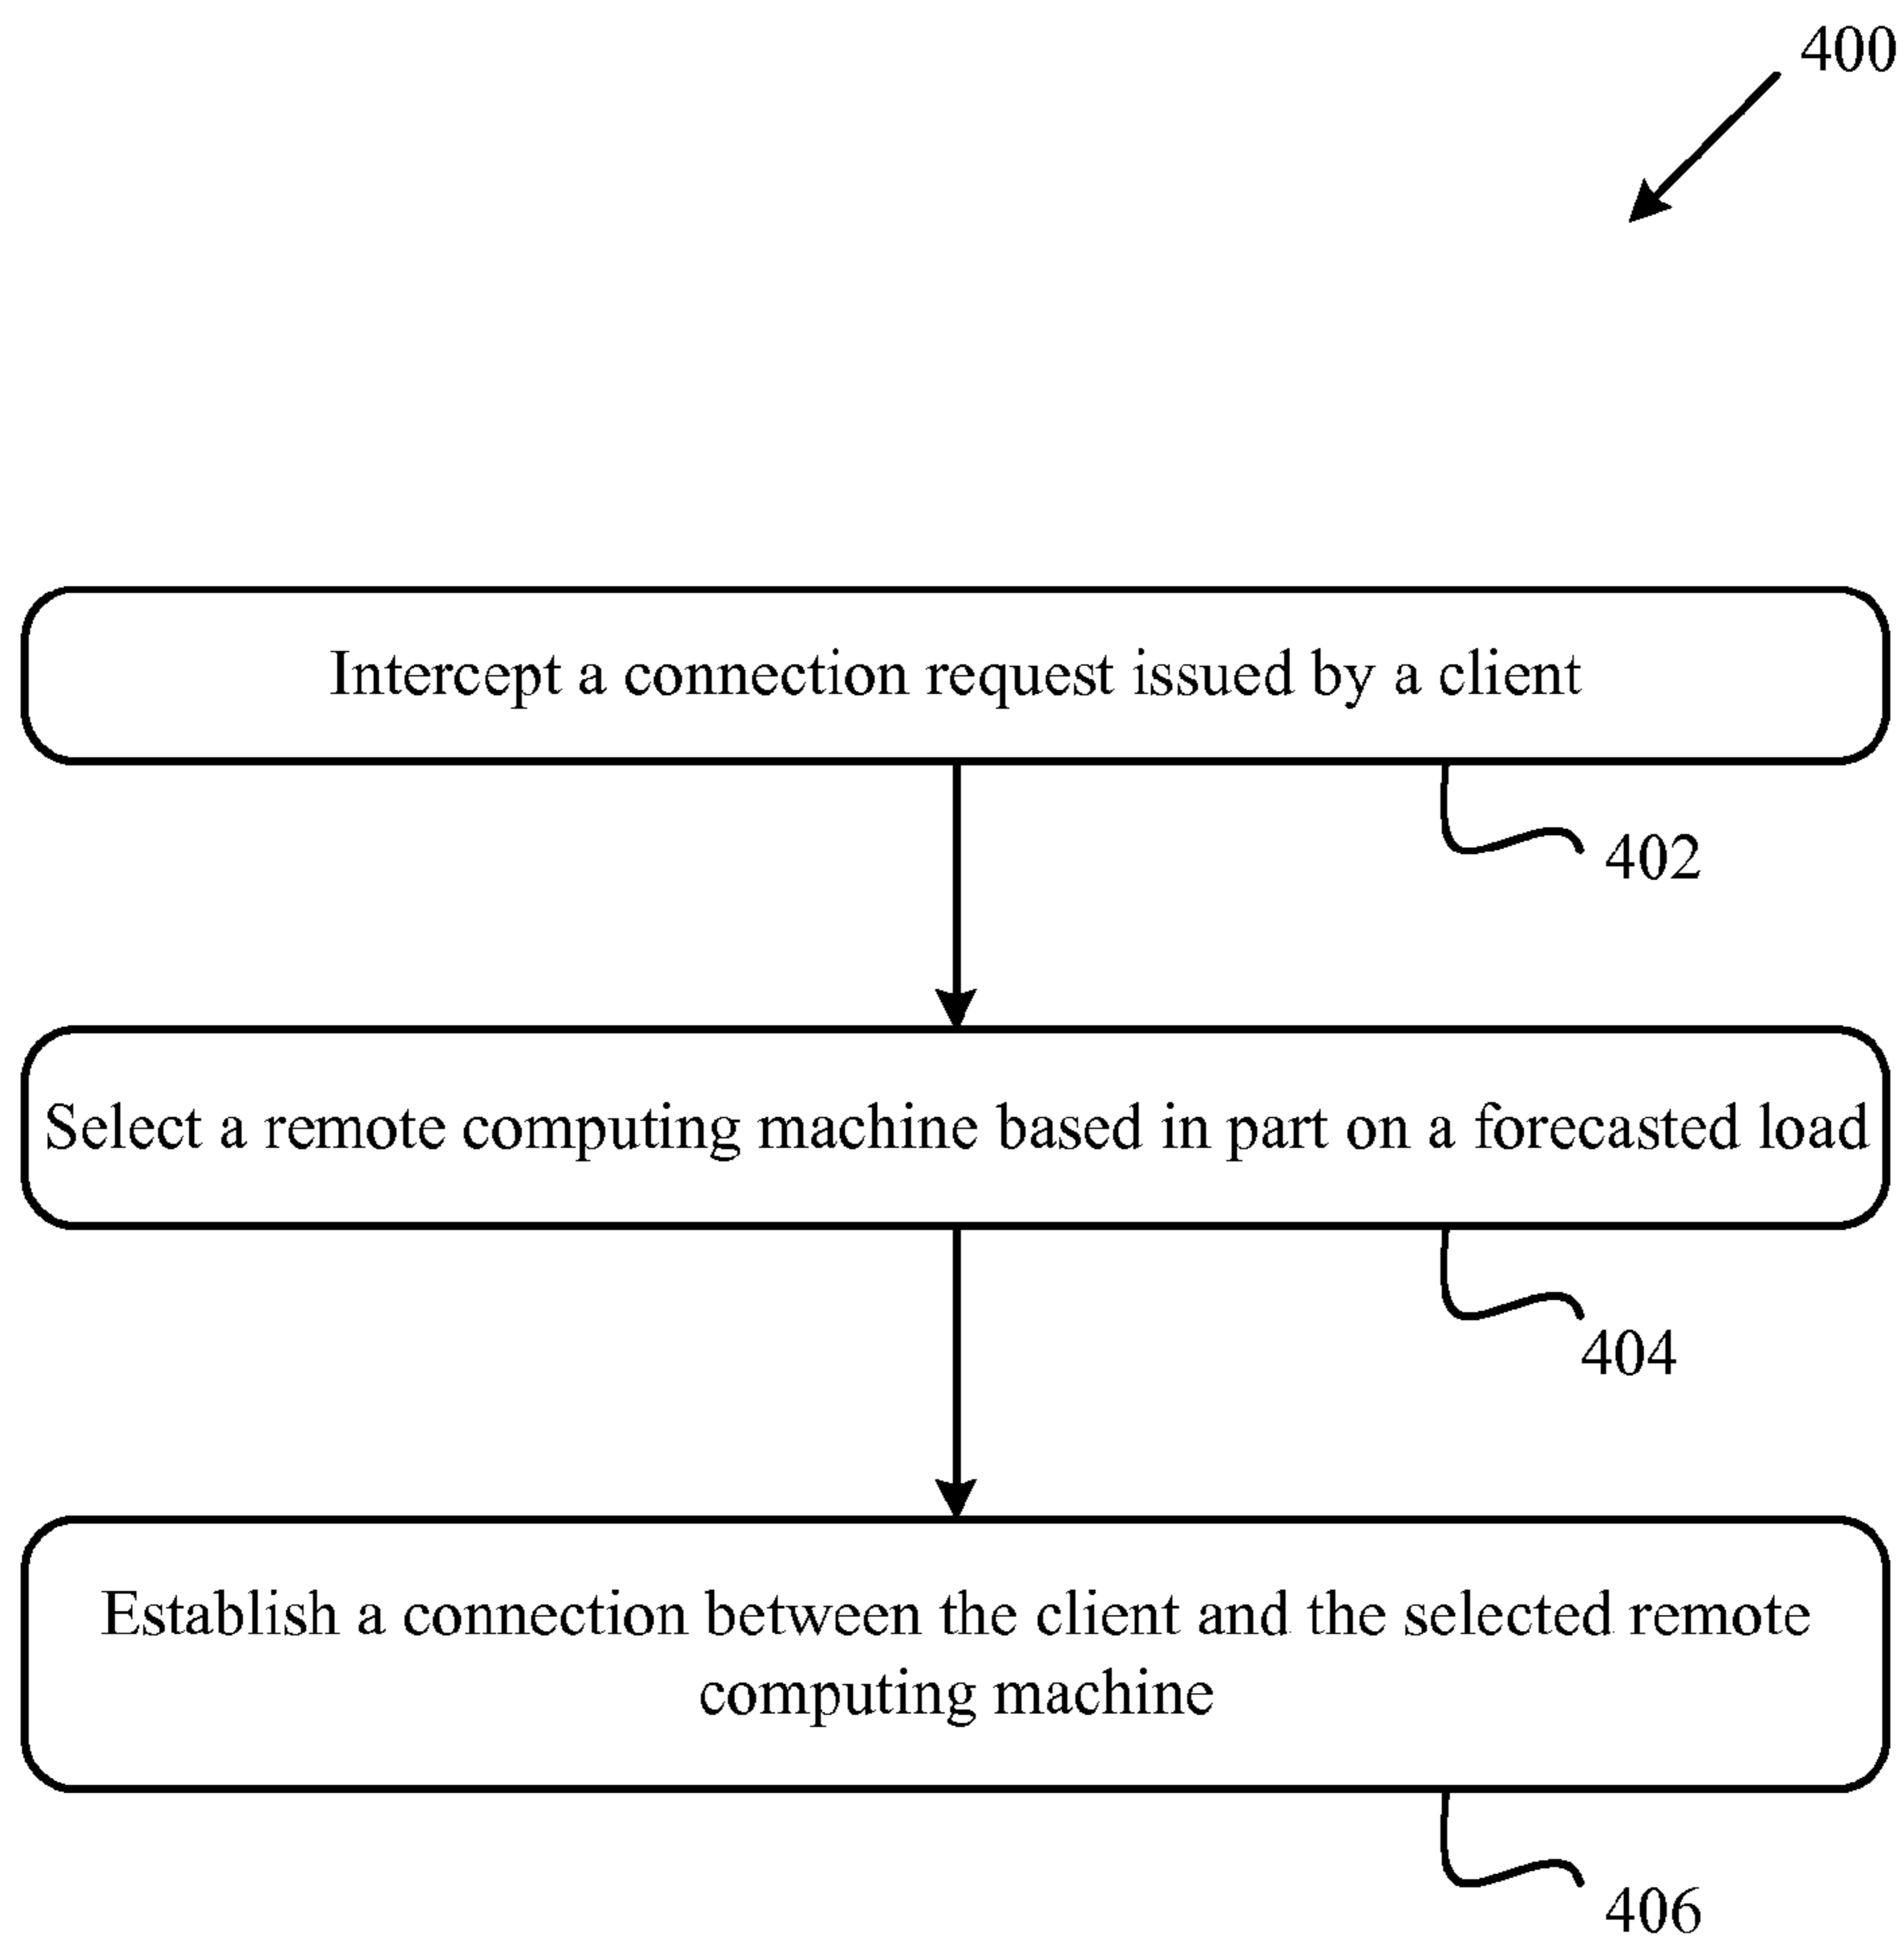 400
Intercept a connection request issued by a client
402
Select a remote computing machine based in part on a forecasted load
404
Establish a connection between the client and the selected remote
computing machine
406